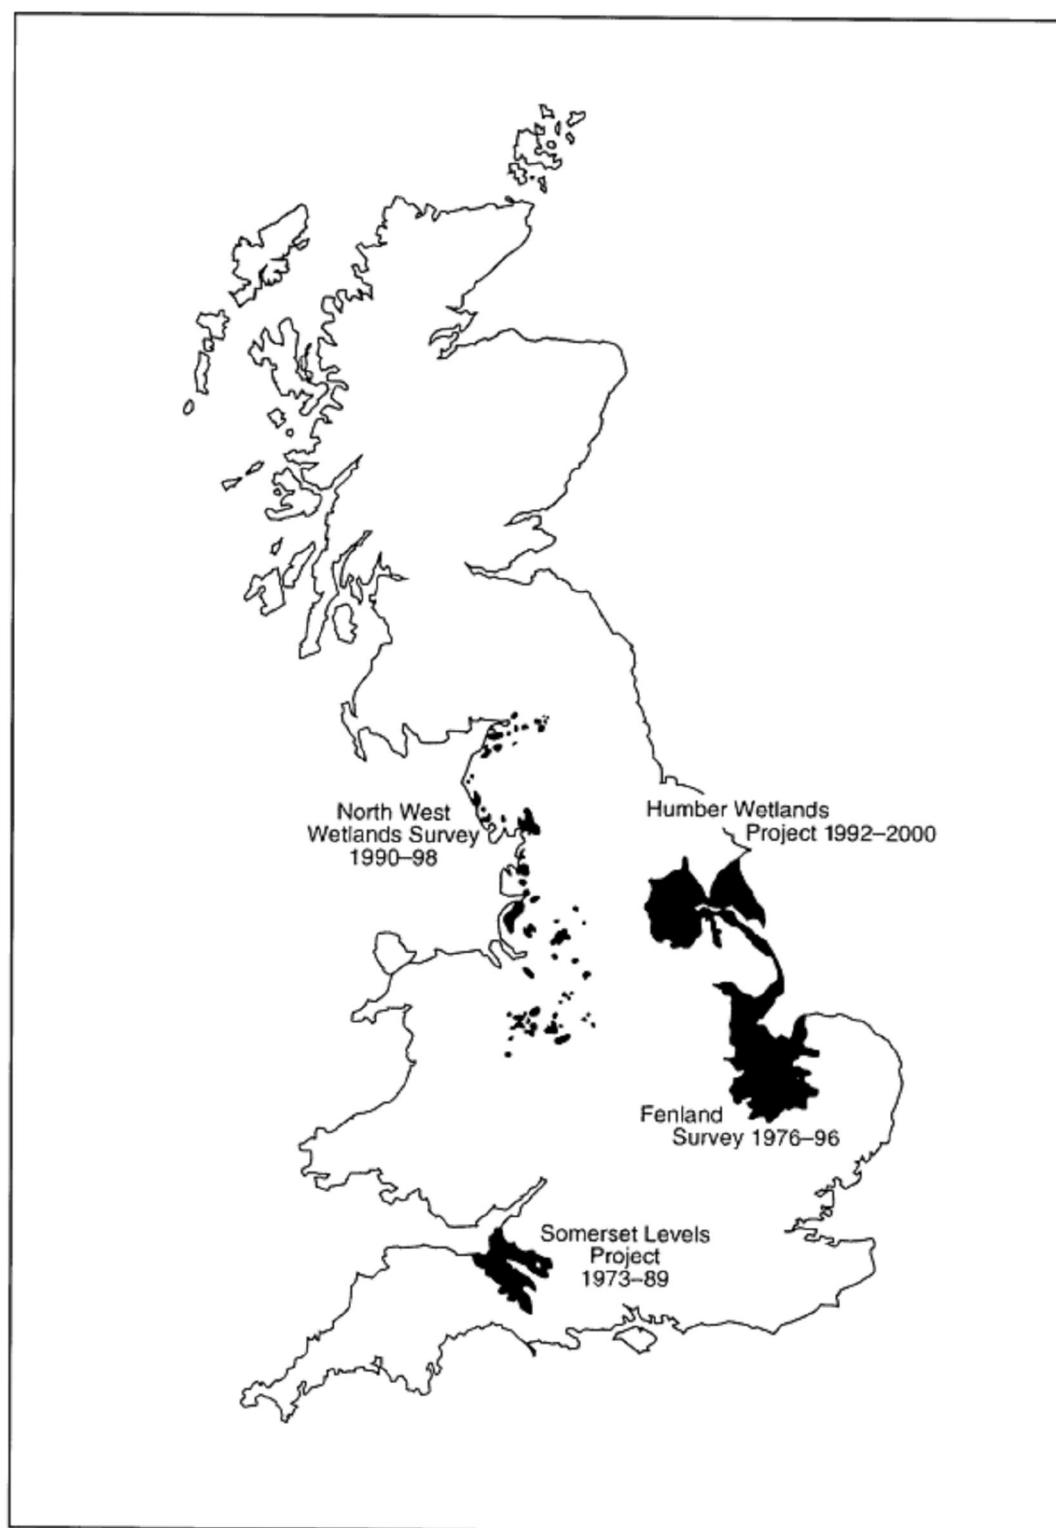 North West
Wetlands Survey
1990–98
Humber Wetlands
Project 1992–2000
Fenland
Survey 1976–96
Somerset Levels
Project
1973–89